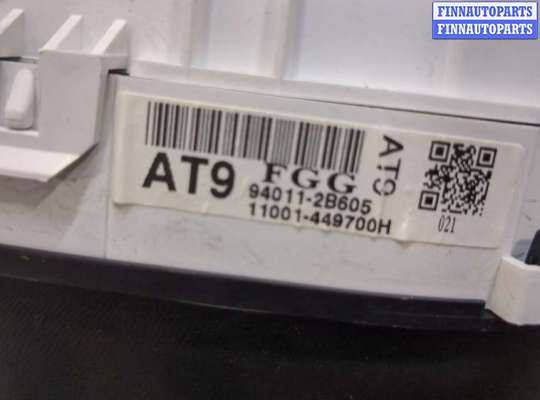 FINNAUTOPARTS
FINNAUTOPARTS
AT9 FGG
94011-2B605
11001-449700H
AT9
021